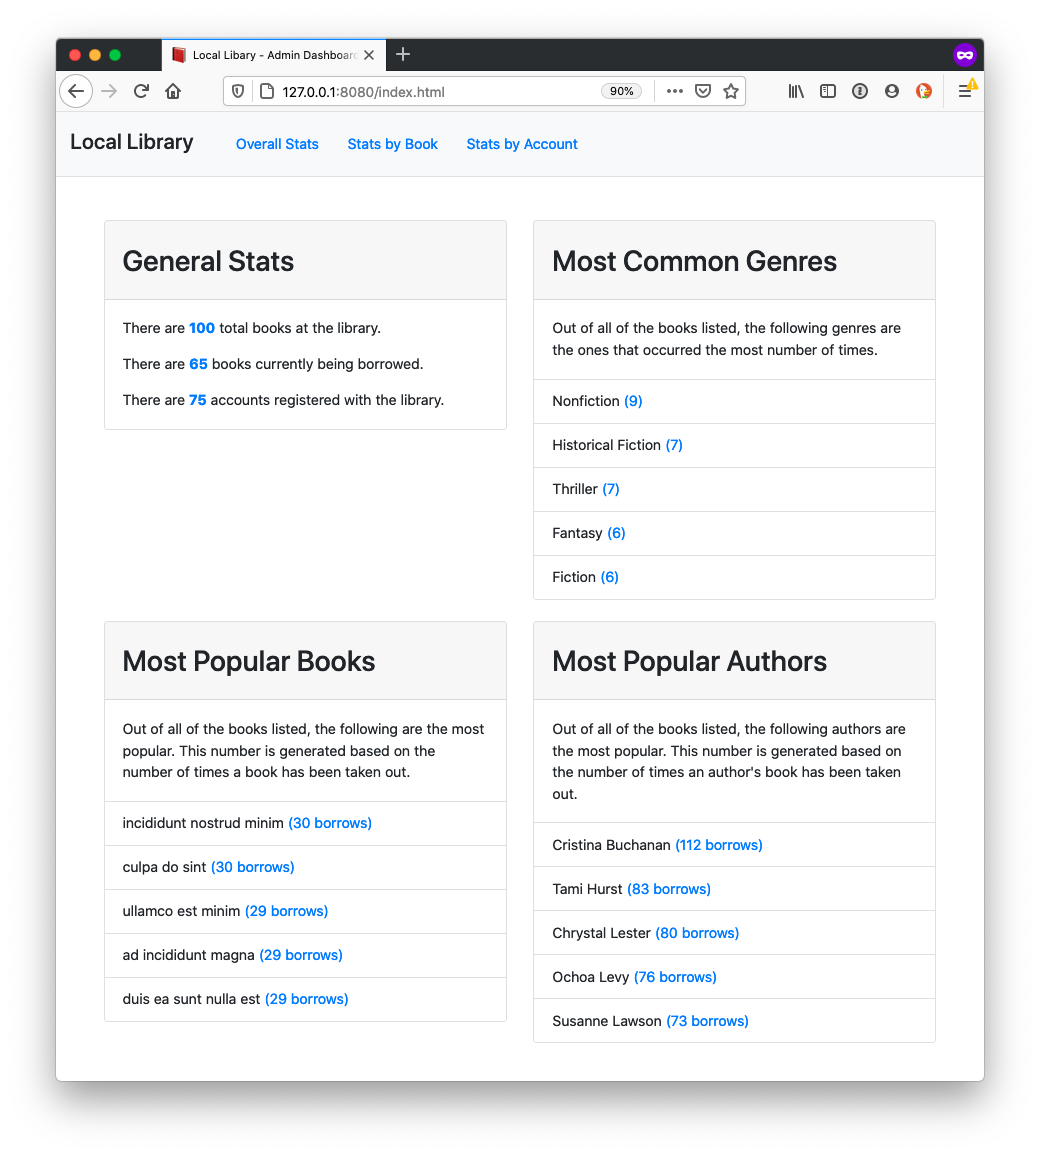 Local Libary - Admin Dashboar
127.0.0.1:8080/index.html
90%
Local Library
Overall Stats
Stats by Book
Stats by Account
General Stats
There are 100 total books at the library.
There are 65 books currently being borrowed.
There are 75 accounts registered with the library.
Most Common Genres
Out of all of the books listed, the following genres are
the ones that occurred the most number of times.
Nonfiction (9)
Historical Fiction (7)
Thriller (7)
Fantasy (6)
Fiction (6)
Most Popular Books
Out of all of the books listed, the following are the most
popular. This number is generated based on the
number of times a book has been taken out.
incididunt nostrud minim (30 borrows)
culpa do sint (30 borrows)
ullamco est minim (29 borrows)
ad incididunt magna (29 borrows)
duis ea sunt nulla est (29 borrows)
Most Popular Authors
Out of all of the books listed, the following authors are
the most popular. This number is generated based on
the number of times an author's book has been taken
out.
Cristina Buchanan (112 borrows)
Tami Hurst (83 borrows)
Chrystal Lester (80 borrows)
Ochoa Levy (76 borrows)
Susanne Lawson (73 borrows)